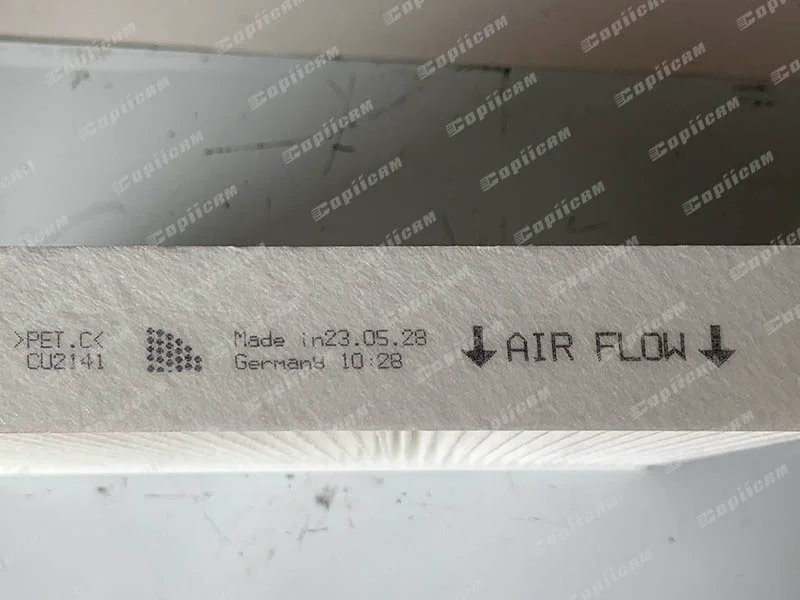 >PET.C<
CU2141
Made in23.05.28
Germany 10:28
↓AIR FLOW↓
Copiicam